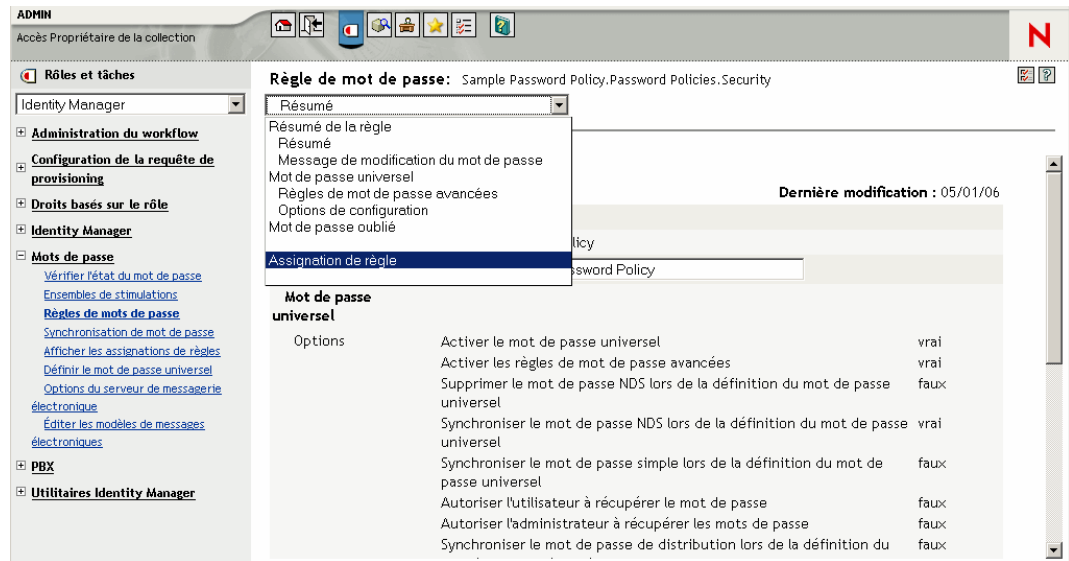 ADMIN
Accès Propriétaire de la collection
N
Rôles et tâches
Identity Manager
Administration du workflow
Configuration de la requête de
provisioning
Droits basés sur le rôle
Identity Manager
Mots de passe
Vérifier l'état du mot de passe
Ensembles de stimulations
Règles de mots de passe
Synchronisation de mot de passe
Afficher les assignations de règles
Définir le mot de passe universel
Options du serveur de messagerie
électronique
Éditer les modèles de messages
électroniques
PBX
Utilitaires Identity Manager
Règle de mot de passe: Sample Password Policy.Password Policies.Security
Résumé
Résumé de la règle
Résumé
Message de modification du mot de passe
Mot de passe universel
Règles de mot de passe avancées
Options de configuration
Mot de passe oublié
Assignation de règle
Dernière modification : 05/01/06
licy
ssword Policy
Mot de passe
universel
Options
Activer le mot de passe universel vrai
Activer les règles de mot de passe avancées vrai
Supprimer le mot de passe NDS lors de la définition du mot de passe faux
universel
Synchroniser le mot de passe NDS lors de la définition du mot de passe vrai
universel
Synchroniser le mot de passe simple lors de la définition du mot de faux
passe universel
Autoriser l'utilisateur à récupérer le mot de passe faux
Autoriser l'administrateur à récupérer les mots de passe faux
Synchroniser le mot de passe de distribution lors de la définition du faux